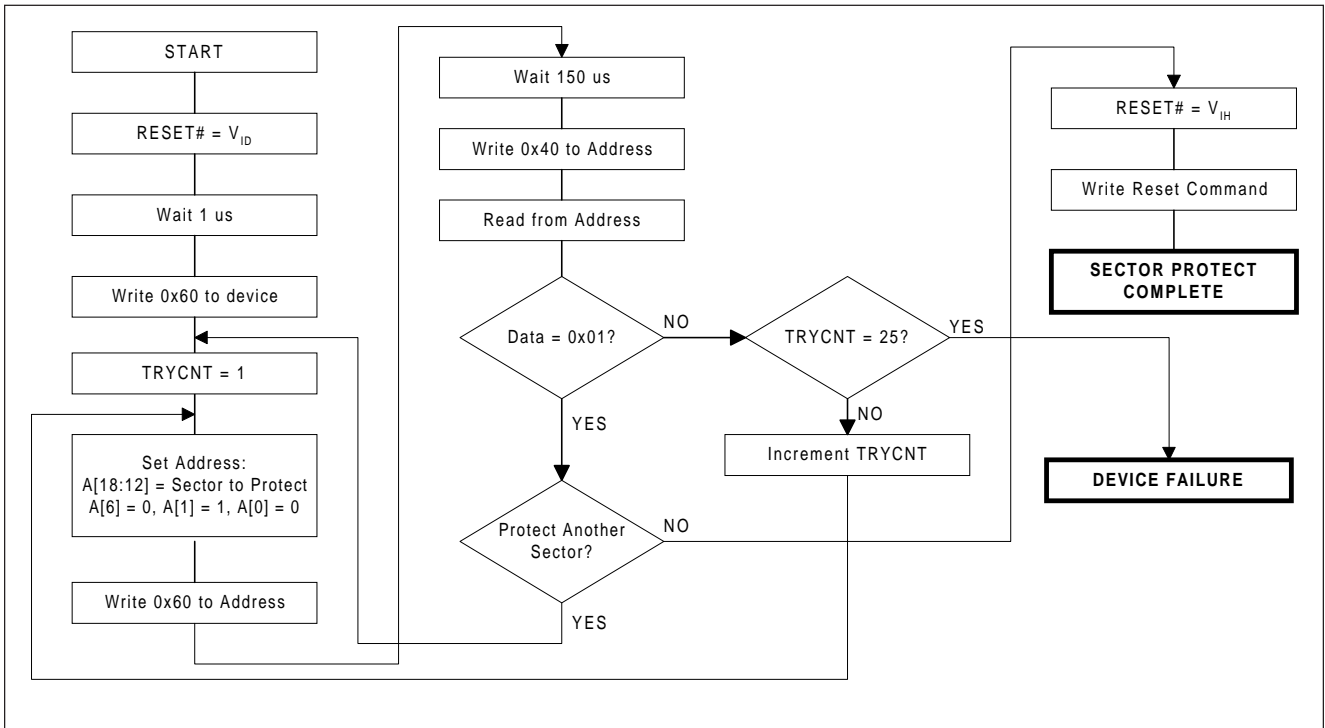 START
RESET# = VID
Wait 1 us
Write 0x60 to device
TRYCNT = 1
Set Address:
A[18:12] = Sector to Protect
A[6] = 0, A[1] = 1, A[0] = 0
Write 0x60 to Address
Wait 150 us
Write 0x40 to Address
Read from Address
Data = 0x01?
NO
YES
Protect Another
Sector?
NO
YES
TRYCNT = 25?
YES
NO
Increment TRYCNT
RESET# = VIH
Write Reset Command
SECTOR PROTECT
COMPLETE
DEVICE FAILURE